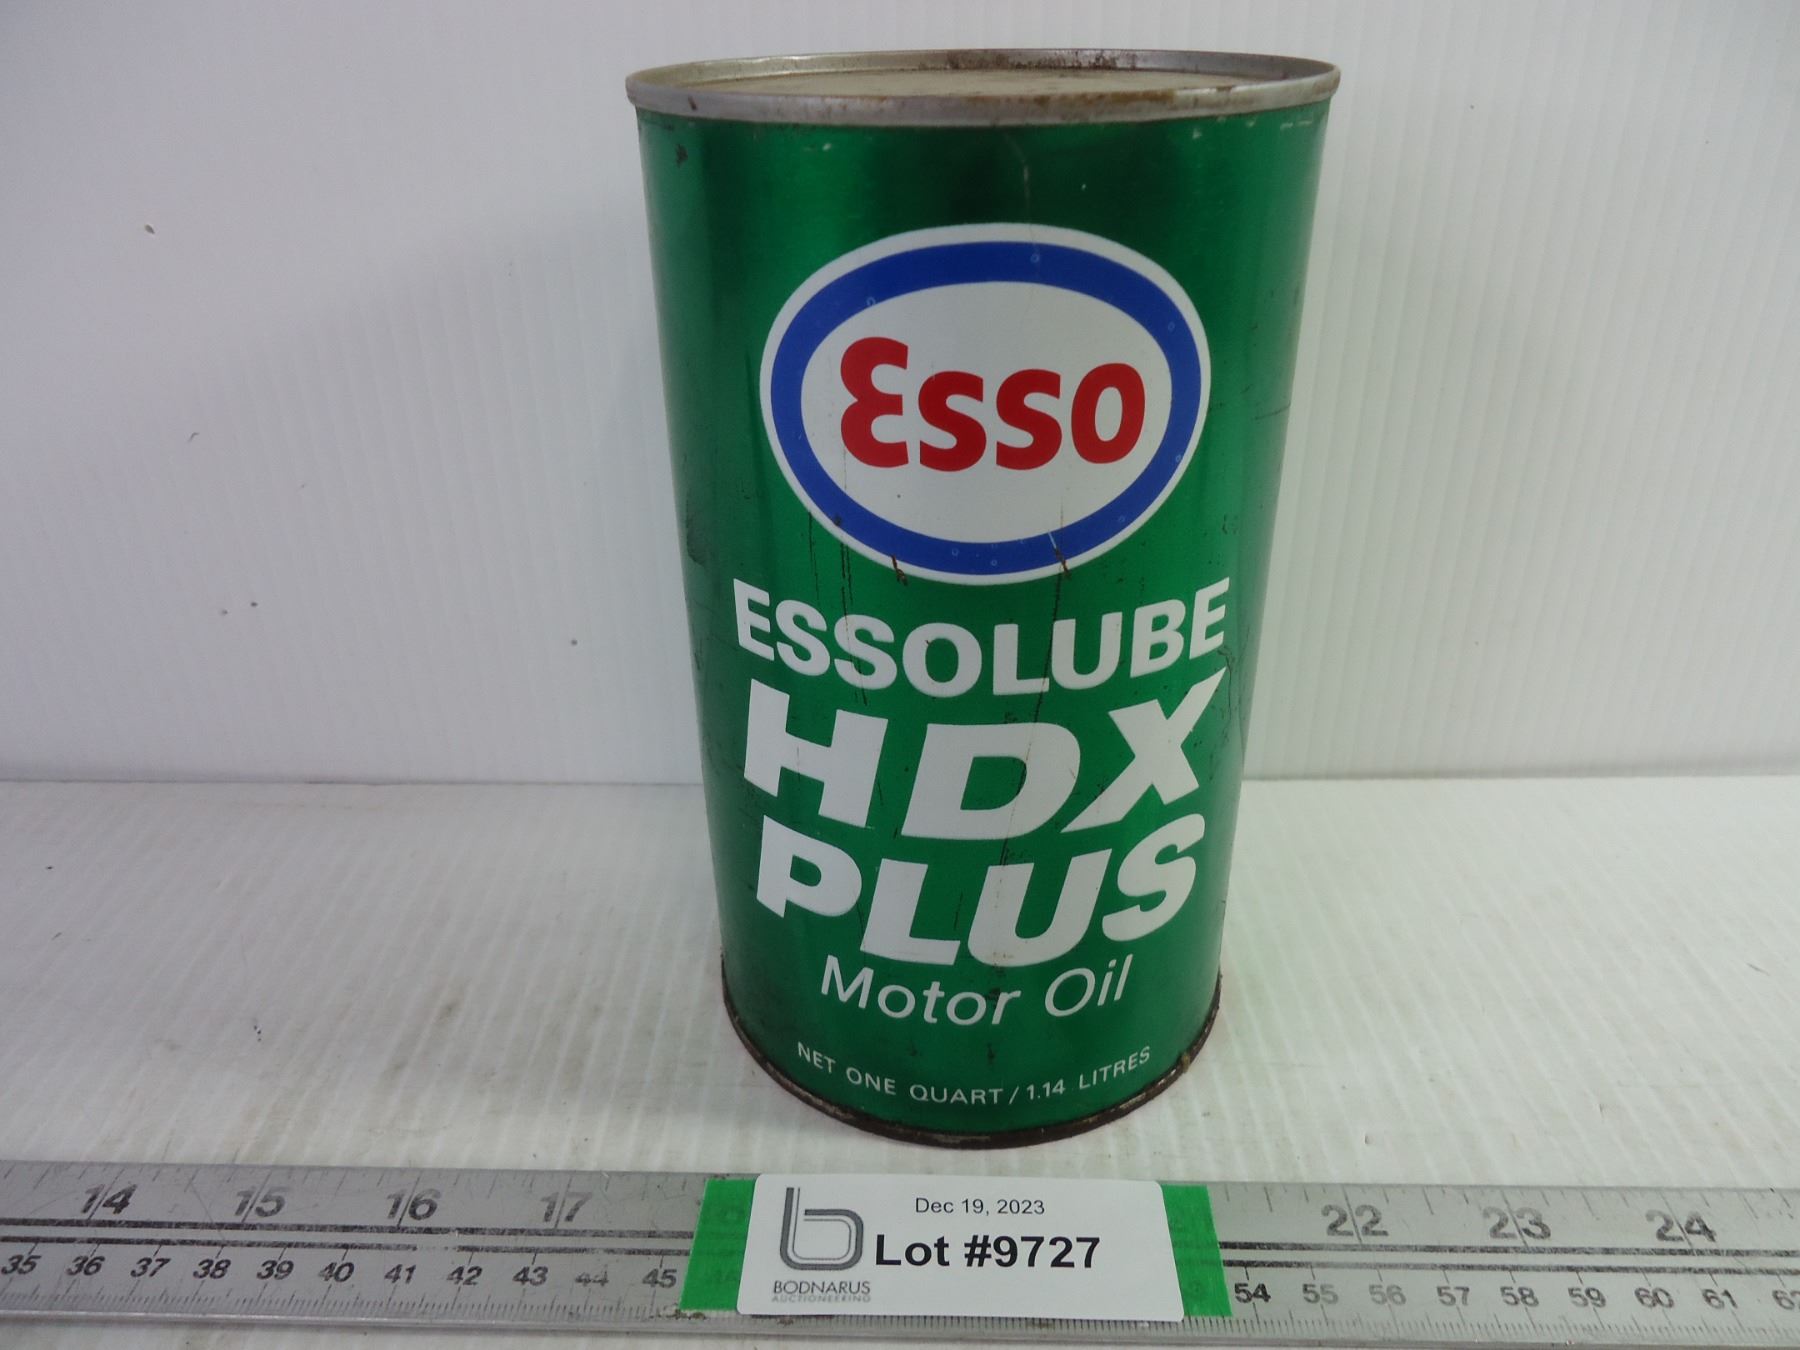 Esso
ESSOLUBE
HDX
PLUS
Motor Oil
NET ONE QUART / 1.14 LITRES
14 15 16 17 22 23 24
35 36 37 38 39 40 41 42 43 44 45 54 55 56 57 58 59 60 61
Dec 19, 2023
Lot #9727
b
BODNARUS
AUCTIONEERING